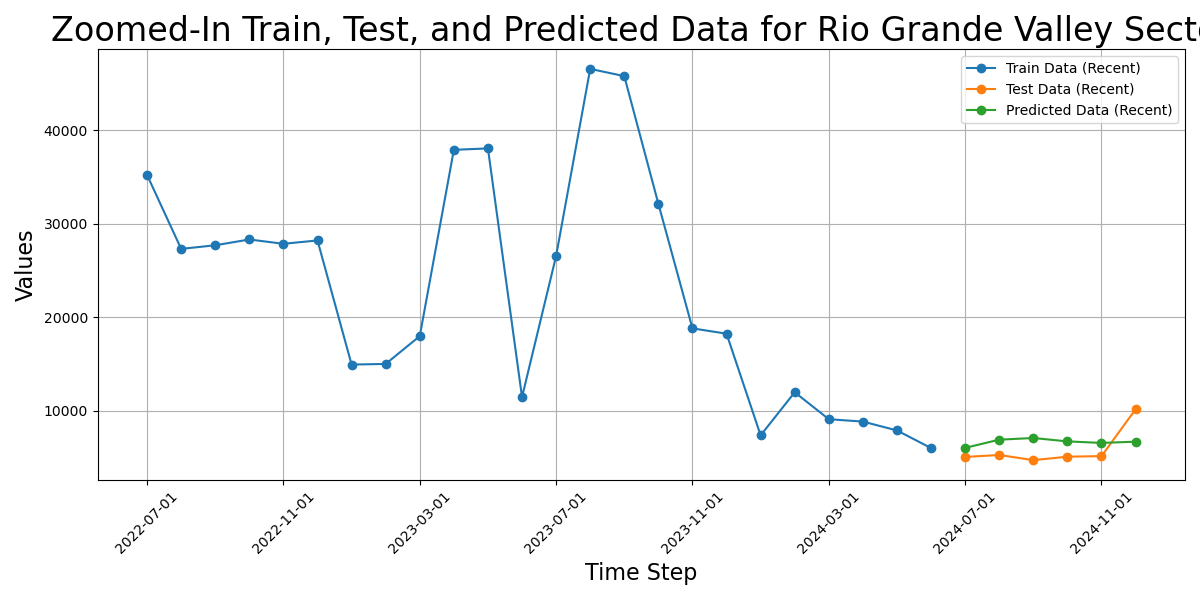 Zoomed-In Train, Test, and Predicted Data for Rio Grande Valley Sect
Train Data (Recent)
Test Data (Recent)
Predicted Data (Recent)
Values
40000
30000
20000
10000
2022-07-01
2022-11-01
2023-03-01
2023-07-01
2023-11-01
2024-03-01
2024-07-01
2024-11-01
Time Step